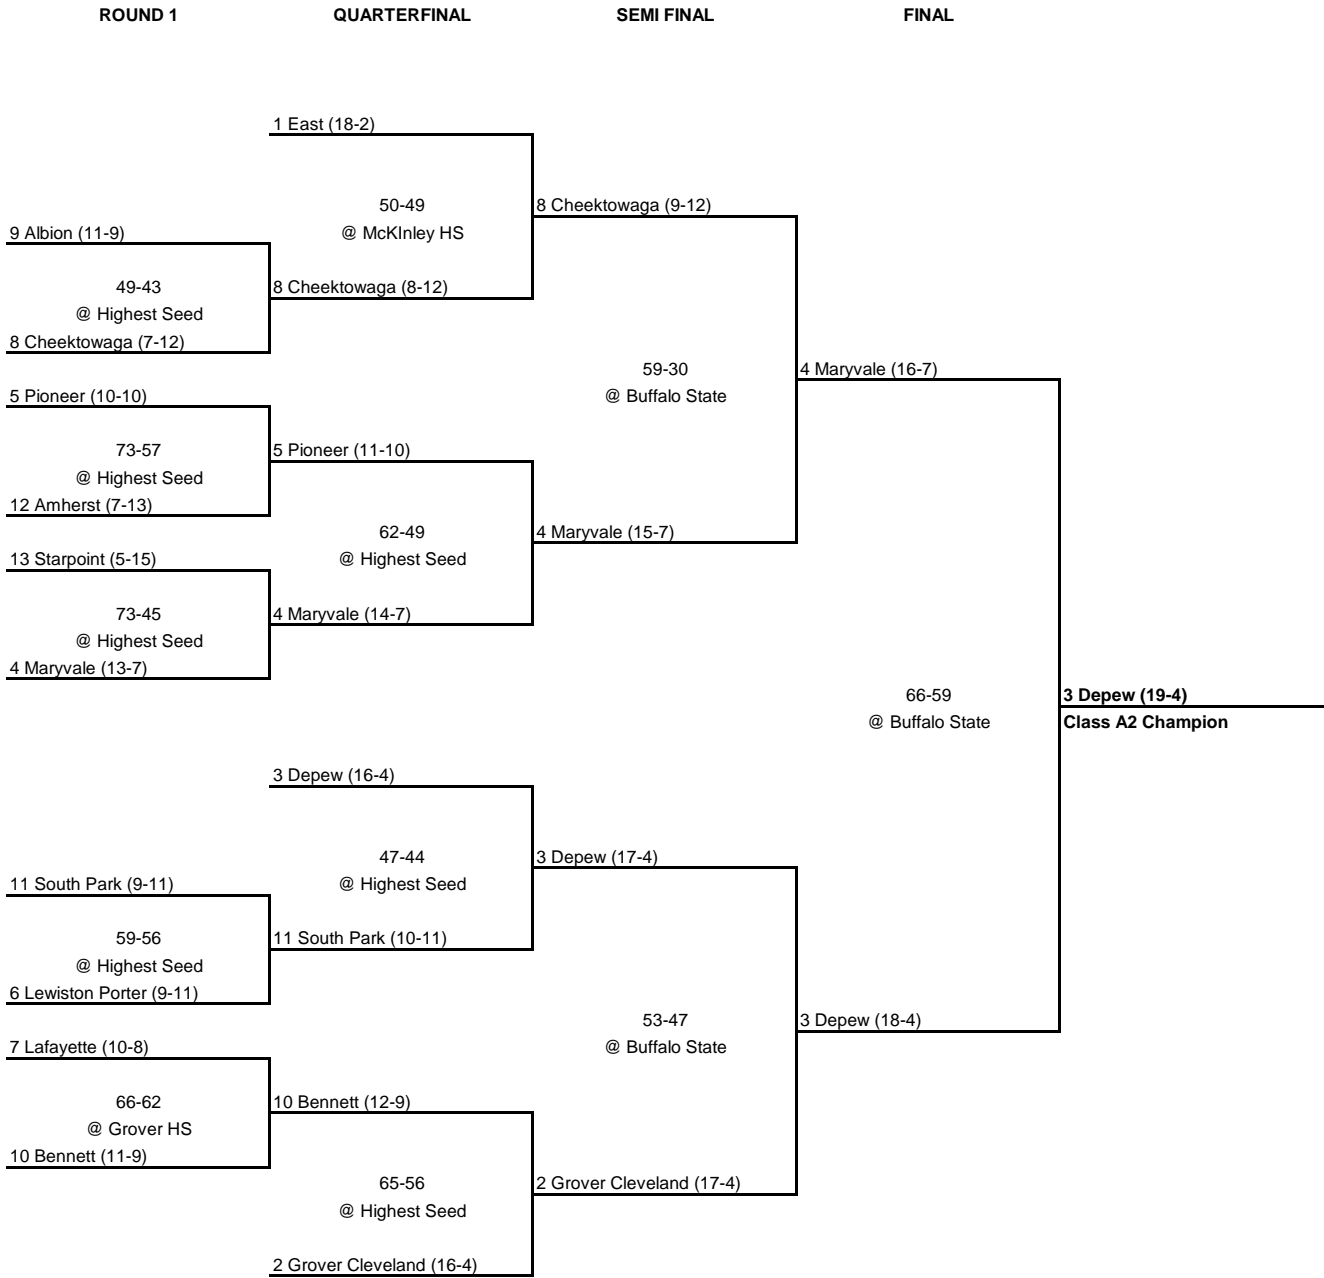 ROUND 1 QUARTERFINAL SEMI FINAL FINAL
1 East (18-2)
50-49
@ McKInley HS
8 Cheektowaga (9-12)
9 Albion (11-9)
49-43
@ Highest Seed
8 Cheektowaga (8-12)
8 Cheektowaga (7-12)
59-30
@ Buffalo State
4 Maryvale (16-7)
5 Pioneer (10-10)
73-57
@ Highest Seed
5 Pioneer (11-10)
12 Amherst (7-13)
62-49
@ Highest Seed
4 Maryvale (15-7)
13 Starpoint (5-15)
73-45
@ Highest Seed
4 Maryvale (14-7)
4 Maryvale (13-7)
66-59
@ Buffalo State
3 Depew (19-4)
Class A2 Champion
3 Depew (16-4)
47-44
@ Highest Seed
3 Depew (17-4)
11 South Park (9-11)
59-56
@ Highest Seed
11 South Park (10-11)
6 Lewiston Porter (9-11)
53-47
@ Buffalo State
3 Depew (18-4)
7 Lafayette (10-8)
66-62
@ Grover HS
10 Bennett (12-9)
10 Bennett (11-9)
65-56
@ Highest Seed
2 Grover Cleveland (17-4)
2 Grover Cleveland (16-4)